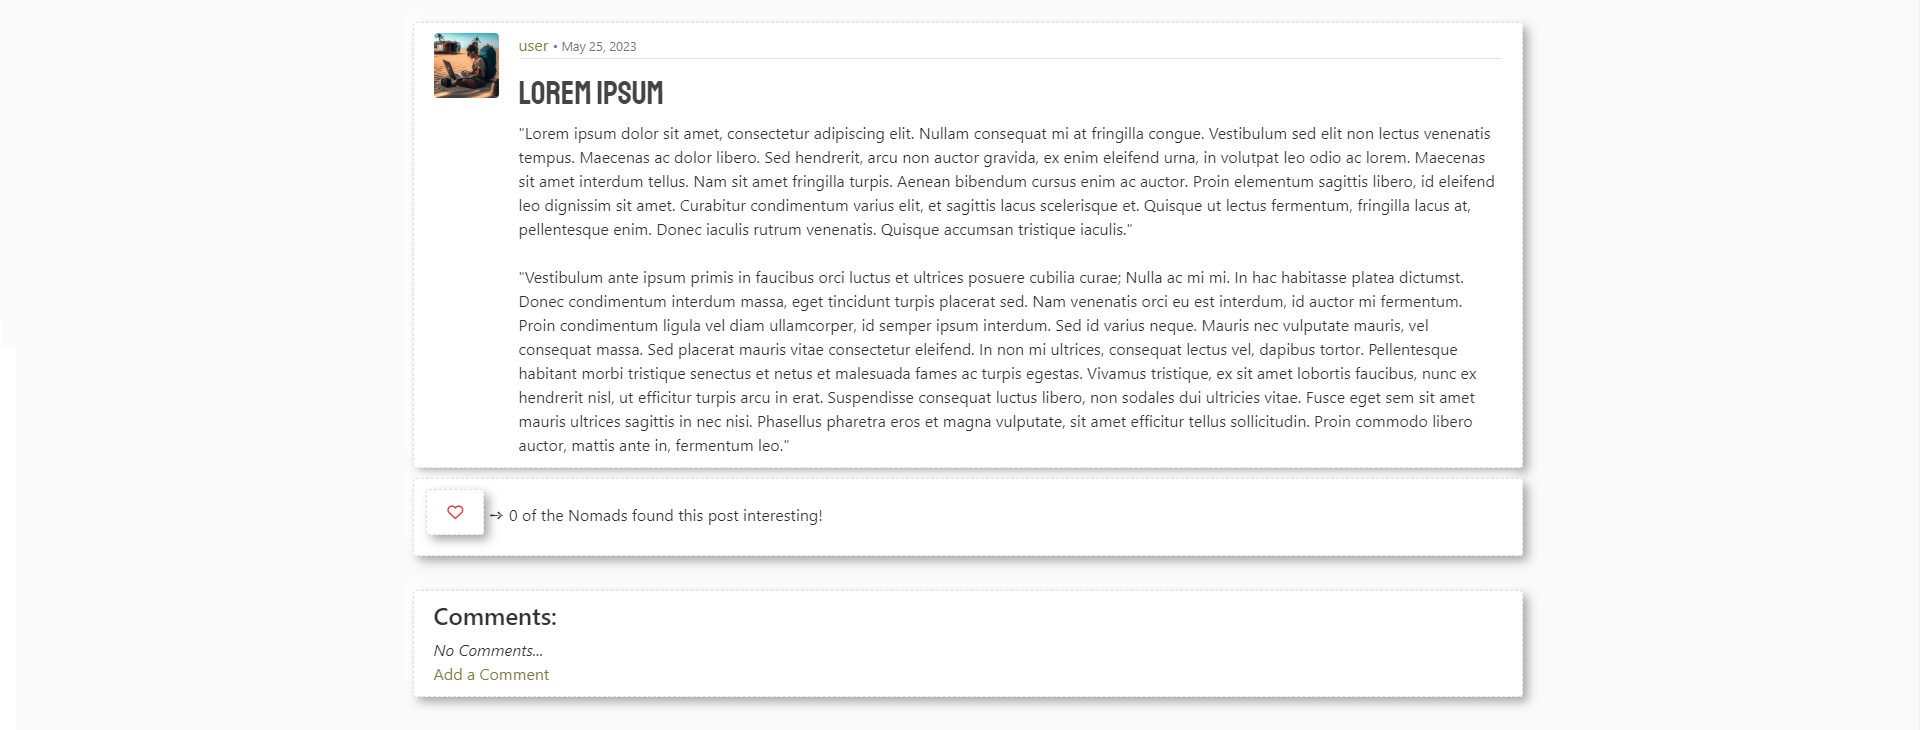 user • May 25, 2023
LOREM IPSUM
"Lorem ipsum dolor sit amet, consectetur adipiscing elit. Nullam consequat mi at fringilla congue. Vestibulum sed elit non lectus venenatis
tempus. Maecenas ac dolor libero. Sed hendrerit, arcu non auctor gravida, ex enim eleifend urna, in volutpat leo odio ac lorem. Maecenas
sit amet interdum tellus. Nam sit amet fringilla turpis. Aenean bibendum cursus enim ac auctor. Proin elementum sagittis libero, id eleifend
leo dignissim sit amet. Curabitur condimentum varius elit, et sagittis lacus scelerisque et. Quisque ut lectus fermentum, fringilla lacus at,
pellentesque enim. Donec iaculis rutrum venenatis. Quisque accumsan tristique iaculis."
"Vestibulum ante ipsum primis in faucibus orci luctus et ultrices posuere cubilia curae; Nulla ac mi mi. In hac habitasse platea dictumst.
Donec condimentum interdum massa, eget tincidunt turpis placerat sed. Nam venenatis orci eu est interdum, id auctor mi fermentum.
Proin condimentum ligula vel diam ullamcorper, id semper ipsum interdum. Sed id varius neque. Mauris nec vulputate mauris, vel
consequat massa. Sed placerat mauris vitae consectetur eleifend. In non mi ultrices, consequat lectus vel, dapibus tortor. Pellentesque
habitant morbi tristique senectus et netus et malesuada fames ac turpis egestas. Vivamus tristique, ex sit amet lobortis faucibus, nunc ex
hendrerit nisl, ut efficitur turpis arcu in erat. Suspendisse consequat luctus libero, non sodales dui ultricies vitae. Fusce eget sem sit amet
mauris ultrices sagittis in nec nisi. Phasellus pharetra eros et magna vulputate, sit amet efficitur tellus sollicitudin. Proin commodo libero
auctor, mattis ante in, fermentum leo."
➺ 0 of the Nomads found this post interesting!
Comments:
No Comments...
Add a Comment